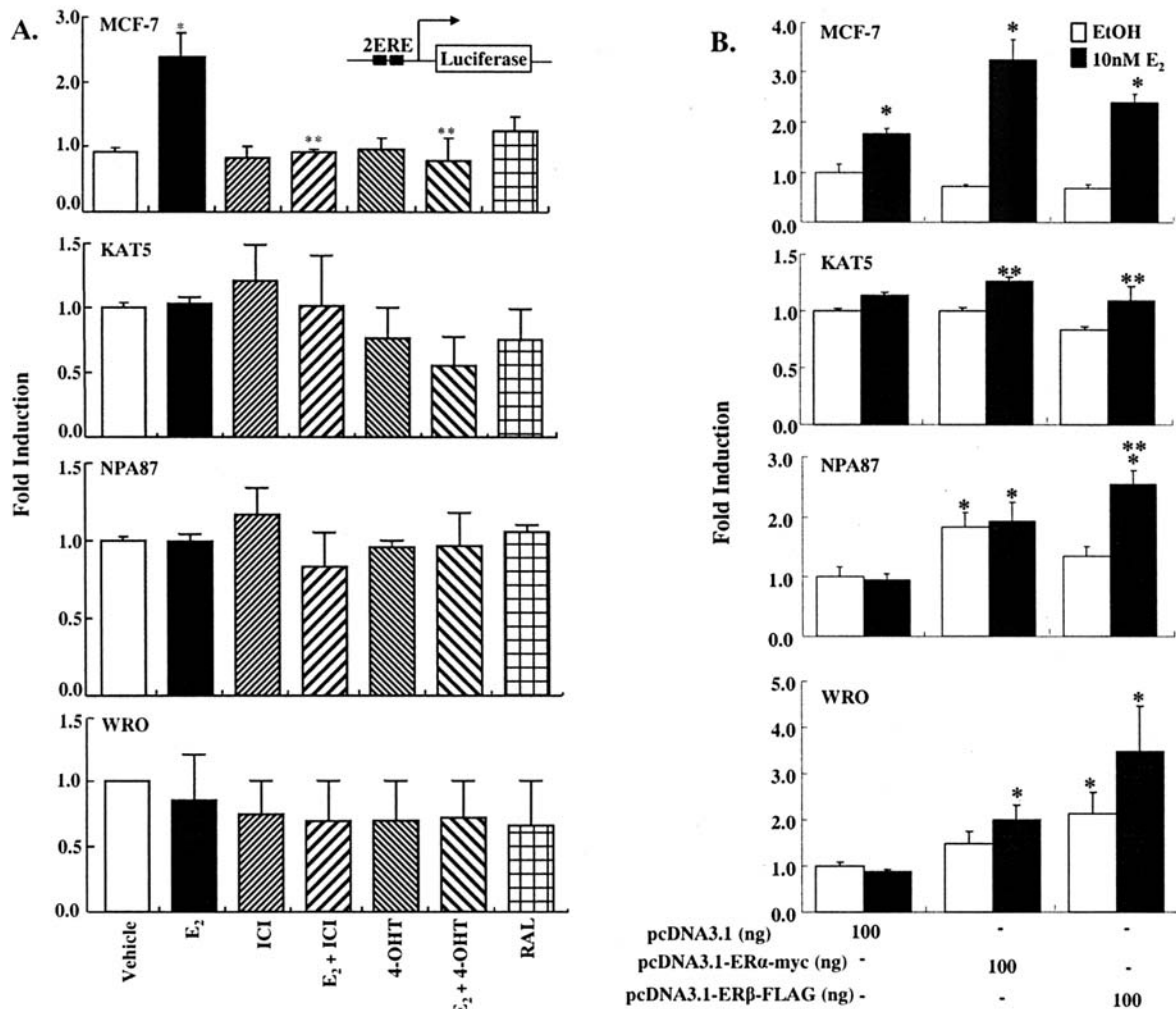 A.
MCF-7
*
2ERE
Luciferase
**
**
3.0
2.0
1.0
0.0
KAT5
1.5
1.0
0.5
0.0
NPA87
1.5
1.0
0.5
0.0
WRO
1.5
1.0
0.5
0.0
Fold Induction
Vehicle
E2
ICI
E2 + ICI
4-OHT
E2 + 4-OHT
RAL
B.
MCF-7
EtOH
10nM E2
*
*
*
4.0
3.0
2.0
1.0
0.0
KAT5
**
**
1.5
1.0
0.5
0.0
NPA87
*
*
**
*
3.0
2.0
1.0
0.0
WRO
*
*
*
5.0
4.0
3.0
2.0
1.0
0.0
Fold Induction
pcDNA3.1 (ng) 100 - -
pcDNA3.1-ERα-myc (ng) - 100 -
pcDNA3.1-ERβ-FLAG (ng) - - 100